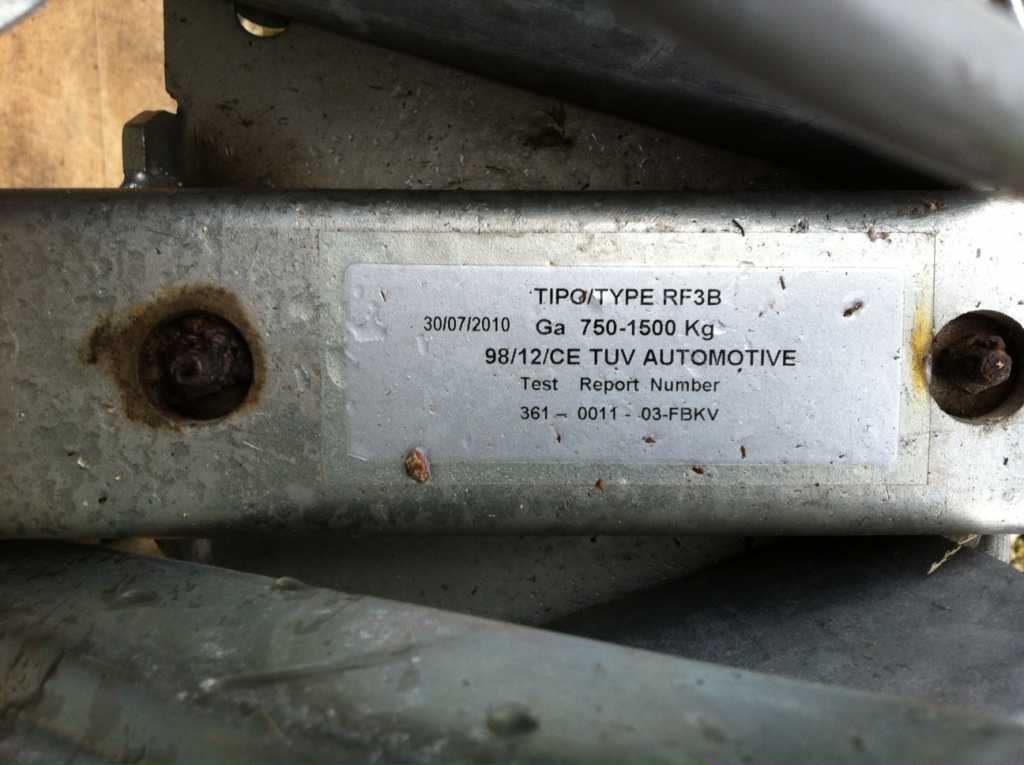 TIPO/TYPE RF3B
30/07/2010 Ga 750-1500 Kg
98/12/CE TUV AUTOMOTIVE
Test Report Number
361 – 0011 - 03-FBKV